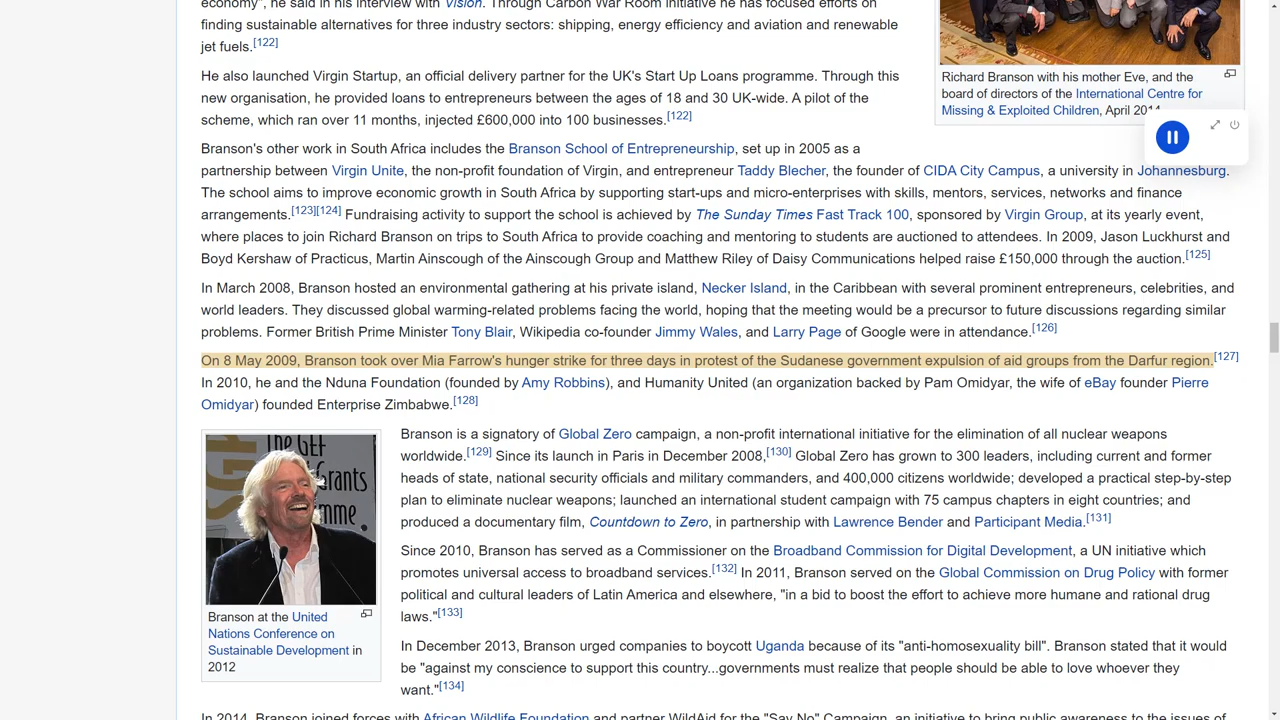 economy", he said in his interview with Vision. Through Carbon War Room initiative he has focused efforts on
finding sustainable alternatives for three industry sectors: shipping, energy efficiency and aviation and renewable
jet fuels.[122]
He also launched Virgin Startup, an official delivery partner for the UK's Start Up Loans programme. Through this
new organisation, he provided loans to entrepreneurs between the ages of 18 and 30 UK-wide. A pilot of the
scheme, which ran over 11 months, injected £600,000 into 100 businesses.[122]
Richard Branson with his mother Eve, and the
board of directors of the International Centre for
Missing & Exploited Children, April 2014
Branson's other work in South Africa includes the Branson School of Entrepreneurship, set up in 2005 as a
partnership between Virgin Unite, the non-profit foundation of Virgin, and entrepreneur Taddy Blecher, the founder of CIDA City Campus, a university in Johannesburg.
The school aims to improve economic growth in South Africa by supporting start-ups and micro-enterprises with skills, mentors, services, networks and finance
arrangements.[123][124] Fundraising activity to support the school is achieved by The Sunday Times Fast Track 100, sponsored by Virgin Group, at its yearly event,
where places to join Richard Branson on trips to South Africa to provide coaching and mentoring to students are auctioned to attendees. In 2009, Jason Luckhurst and
Boyd Kershaw of Practicus, Martin Ainscough of the Ainscough Group and Matthew Riley of Daisy Communications helped raise £150,000 through the auction.[125]
In March 2008, Branson hosted an environmental gathering at his private island, Necker Island, in the Caribbean with several prominent entrepreneurs, celebrities, and
world leaders. They discussed global warming-related problems facing the world, hoping that the meeting would be a precursor to future discussions regarding similar
problems. Former British Prime Minister Tony Blair, Wikipedia co-founder Jimmy Wales, and Larry Page of Google were in attendance.[126]
On 8 May 2009, Branson took over Mia Farrow's hunger strike for three days in protest of the Sudanese government expulsion of aid groups from the Darfur region.[127]
In 2010, he and the Nduna Foundation (founded by Amy Robbins), and Humanity United (an organization backed by Pam Omidyar, the wife of eBay founder Pierre
Omidyar) founded Enterprise Zimbabwe.[128]
The GEF
Grants
mme.
Branson at the United
Nations Conference on
Sustainable Development in
2012
Branson is a signatory of Global Zero campaign, a non-profit international initiative for the elimination of all nuclear weapons
worldwide.[129] Since its launch in Paris in December 2008,[130] Global Zero has grown to 300 leaders, including current and former
heads of state, national security officials and military commanders, and 400,000 citizens worldwide; developed a practical step-by-step
plan to eliminate nuclear weapons; launched an international student campaign with 75 campus chapters in eight countries; and
produced a documentary film, Countdown to Zero, in partnership with Lawrence Bender and Participant Media.[131]
Since 2010, Branson has served as a Commissioner on the Broadband Commission for Digital Development, a UN initiative which
promotes universal access to broadband services.[132] In 2011, Branson served on the Global Commission on Drug Policy with former
political and cultural leaders of Latin America and elsewhere, "in a bid to boost the effort to achieve more humane and rational drug
laws."[133]
In December 2013, Branson urged companies to boycott Uganda because of its "anti-homosexuality bill". Branson stated that it would
be "against my conscience to support this country...governments must realize that people should be able to love whoever they
want."[134]
In 2014, Branson joined forces with African Wildlife Foundation and partner WildAid for the "Say No" Campaign, an initiative to bring public awareness to the issues of